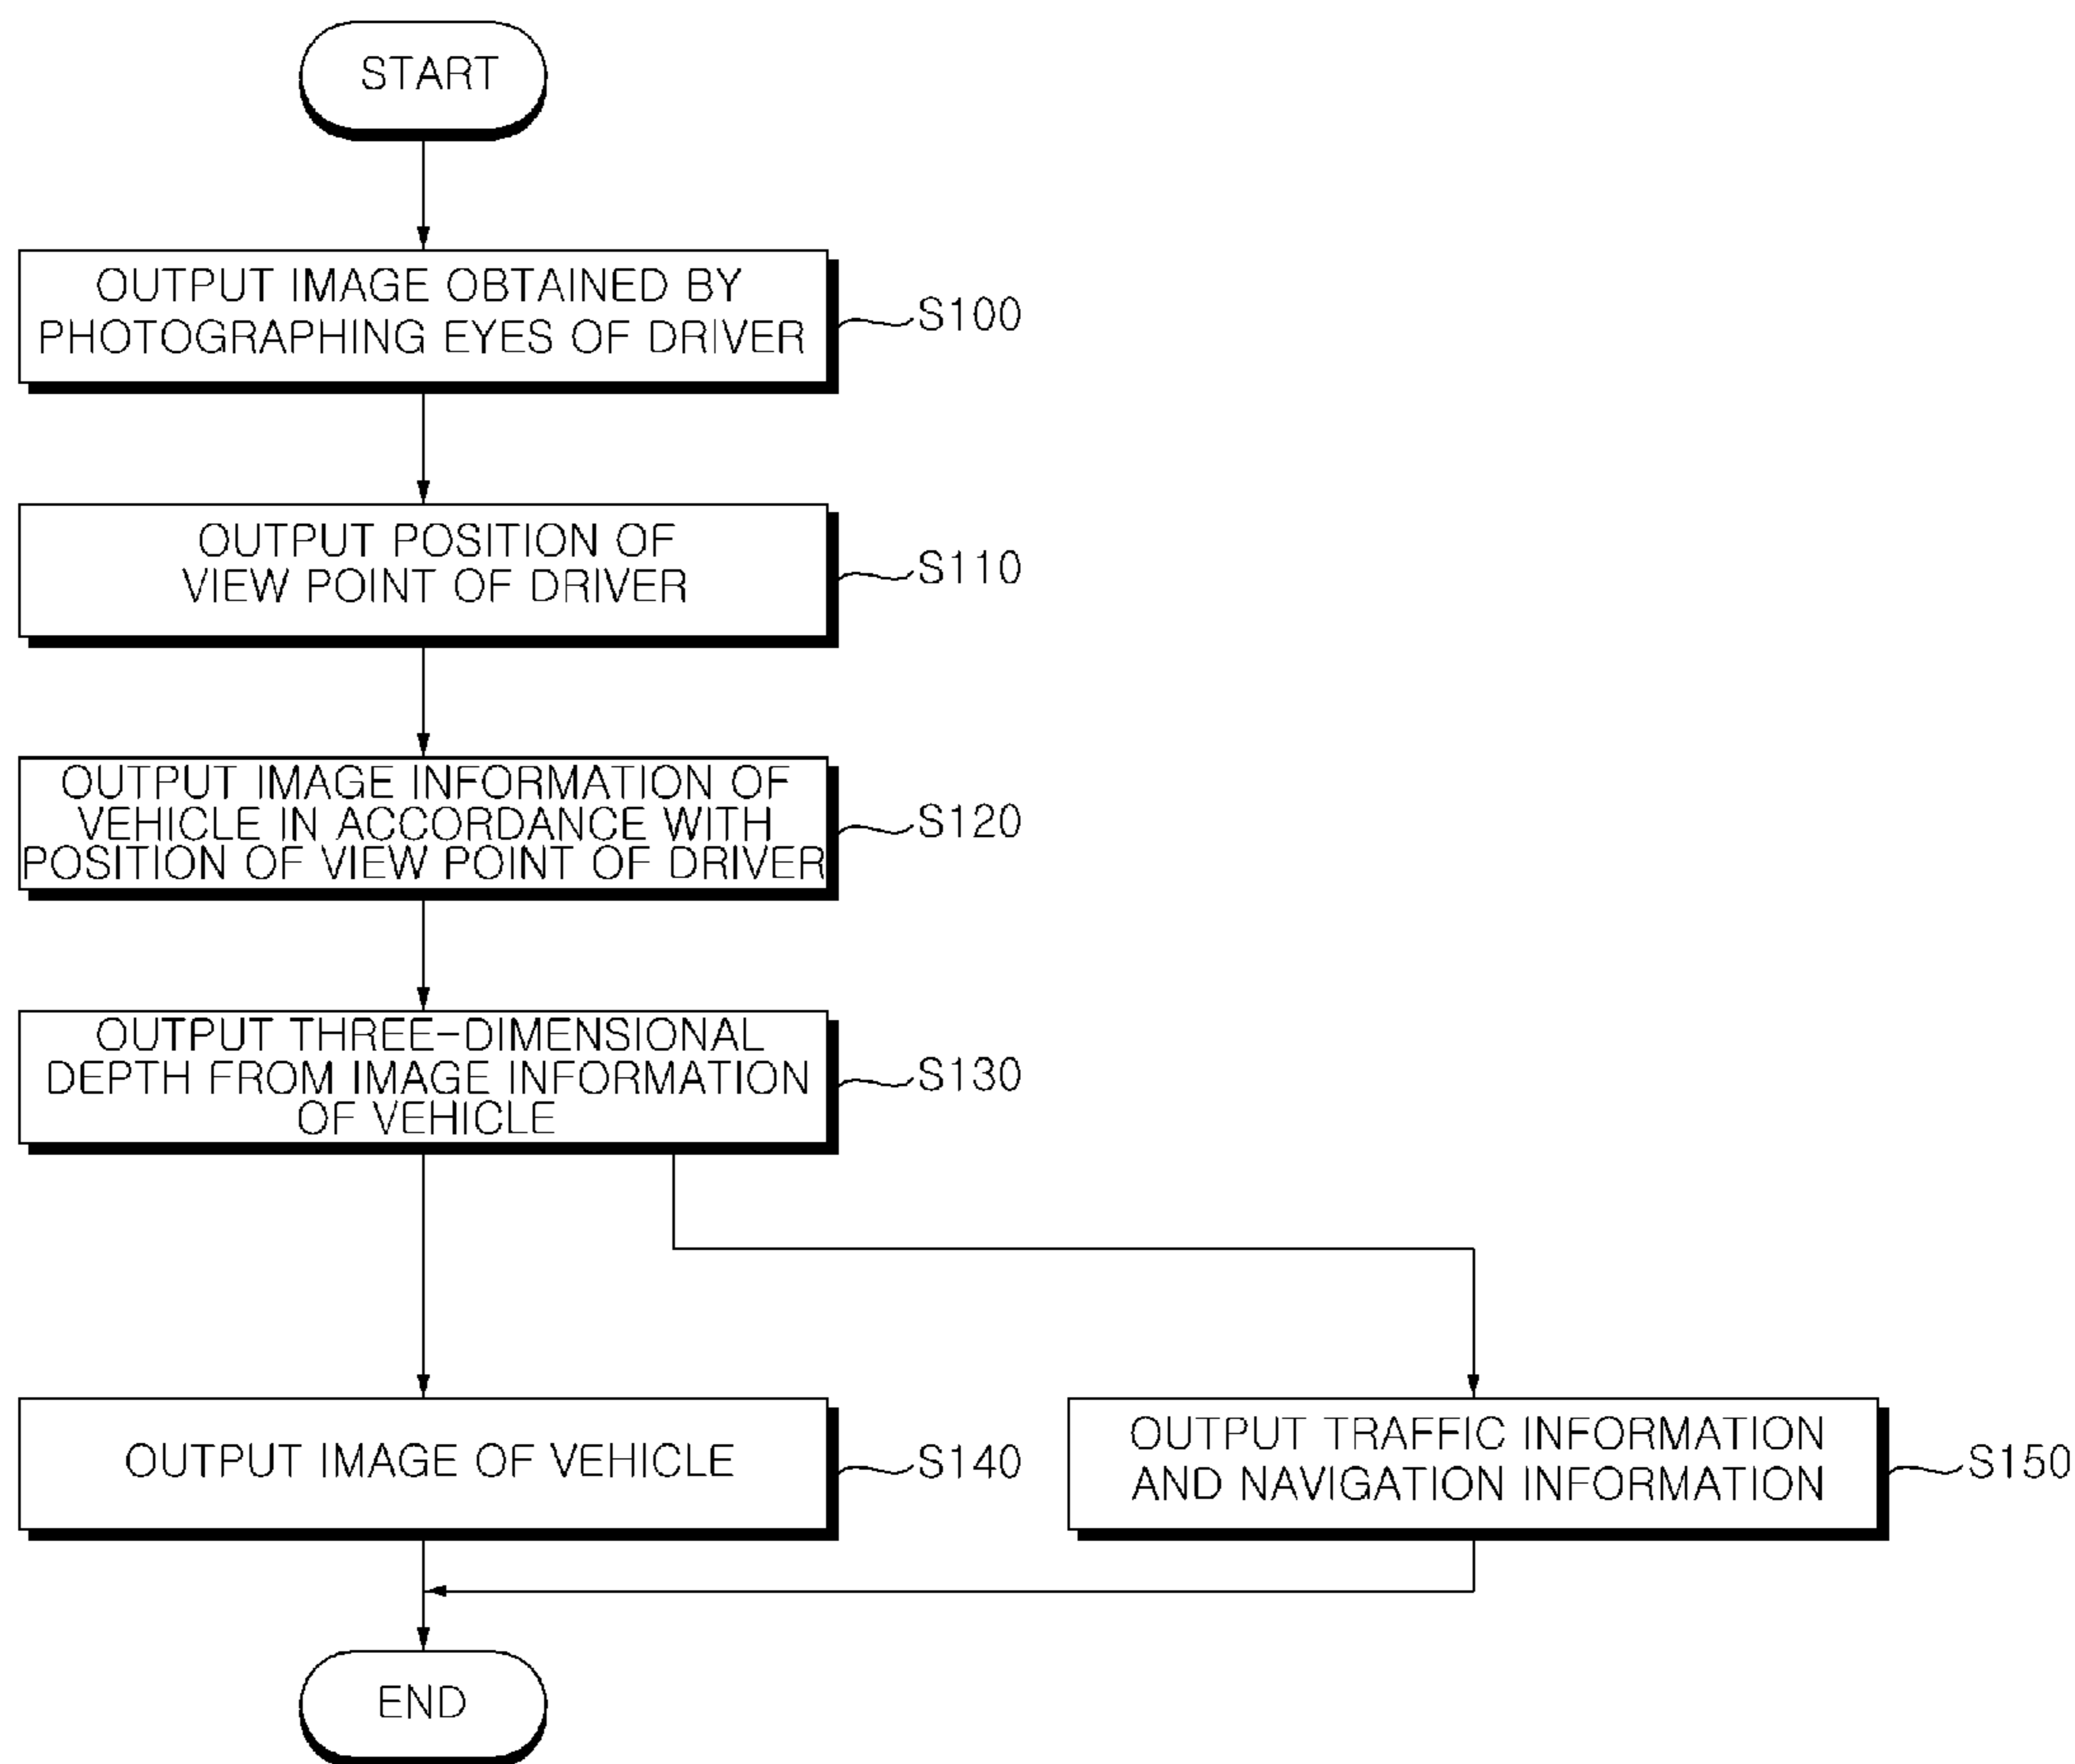 START
OUTPUT IMAGE OBTAINED BY
PHOTOGRAPHING EYES OF DRIVER
S100
OUTPUT POSITION OF
VIEW POINT OF DRIVER
S110
OUTPUT IMAGE INFORMATION OF
VEHICLE IN ACCORDANCE WITH
POSITION OF VIEW POINT OF DRIVER
S120
OUTPUT THREE-DIMENSIONAL
DEPTH FROM IMAGE INFORMATION
OF VEHICLE
S130
OUTPUT IMAGE OF VEHICLE
S140
OUTPUT TRAFFIC INFORMATION
AND NAVIGATION INFORMATION
S150
END